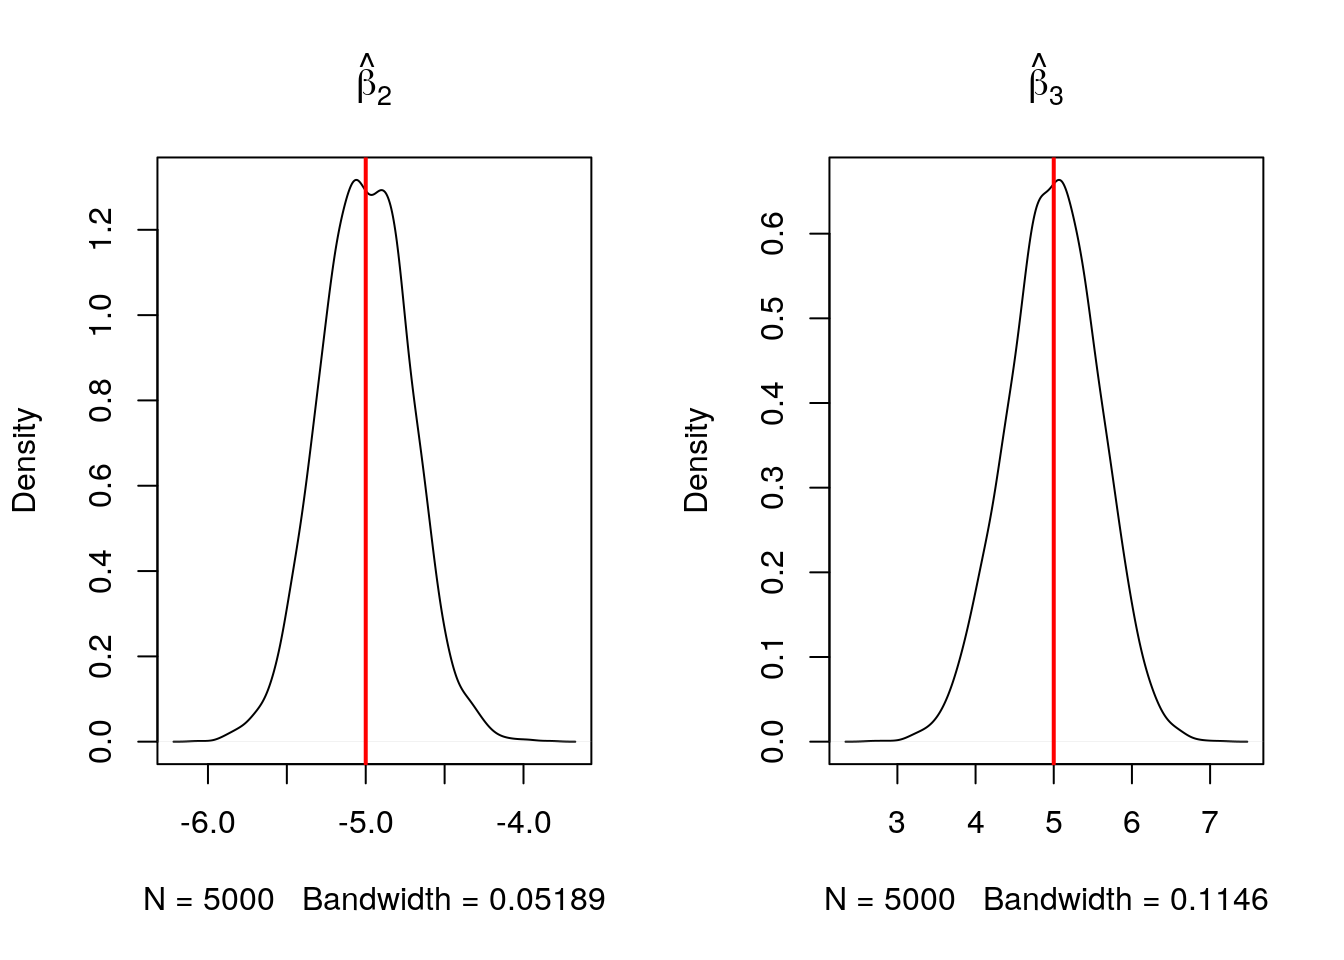 β̂₂
Density
0.0 0.2 0.4 0.6 0.8 1.0 1.2
-6.0 -5.0 -4.0
N = 5000 Bandwidth = 0.05189
β̂₃
Density
0.0 0.1 0.2 0.3 0.4 0.5 0.6
3 4 5 6 7
N = 5000 Bandwidth = 0.1146